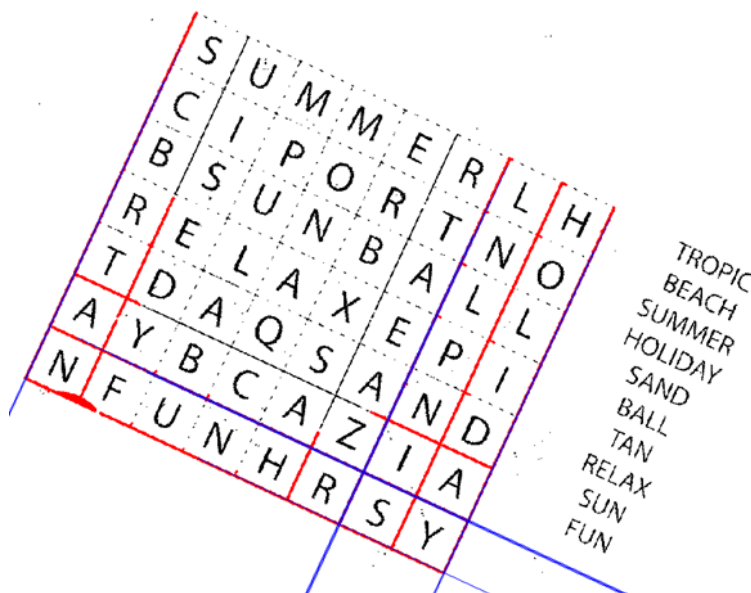 S U M M E R L H
C I P O R T N O
B S U N B A L L
R E L A X E P I
T D A Q S A N D
A Y B C A Z I A
N F U N H R S Y
TROPIC
BEACH
SUMMER
HOLIDAY
SAND
BALL
TAN
RELAX
SUN
FUN